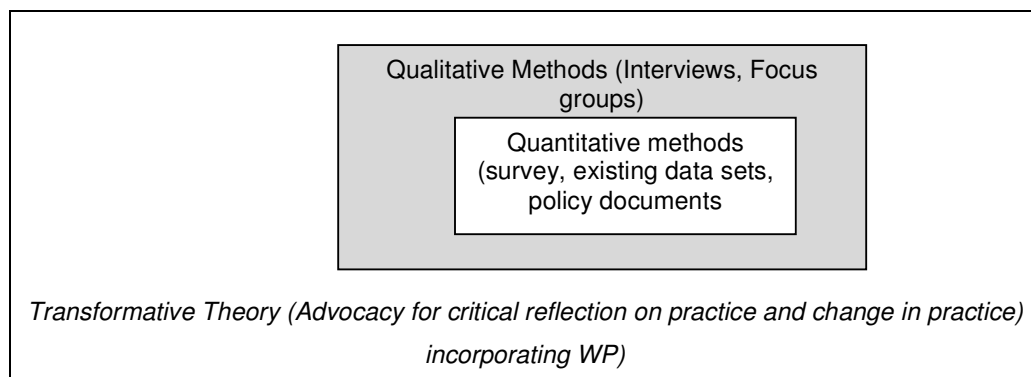 Qualitative Methods (Interviews, Focus
groups)
Quantitative methods
(survey, existing data sets,
policy documents
Transformative Theory (Advocacy for critical reflection on practice and change in practice)
incorporating WP)